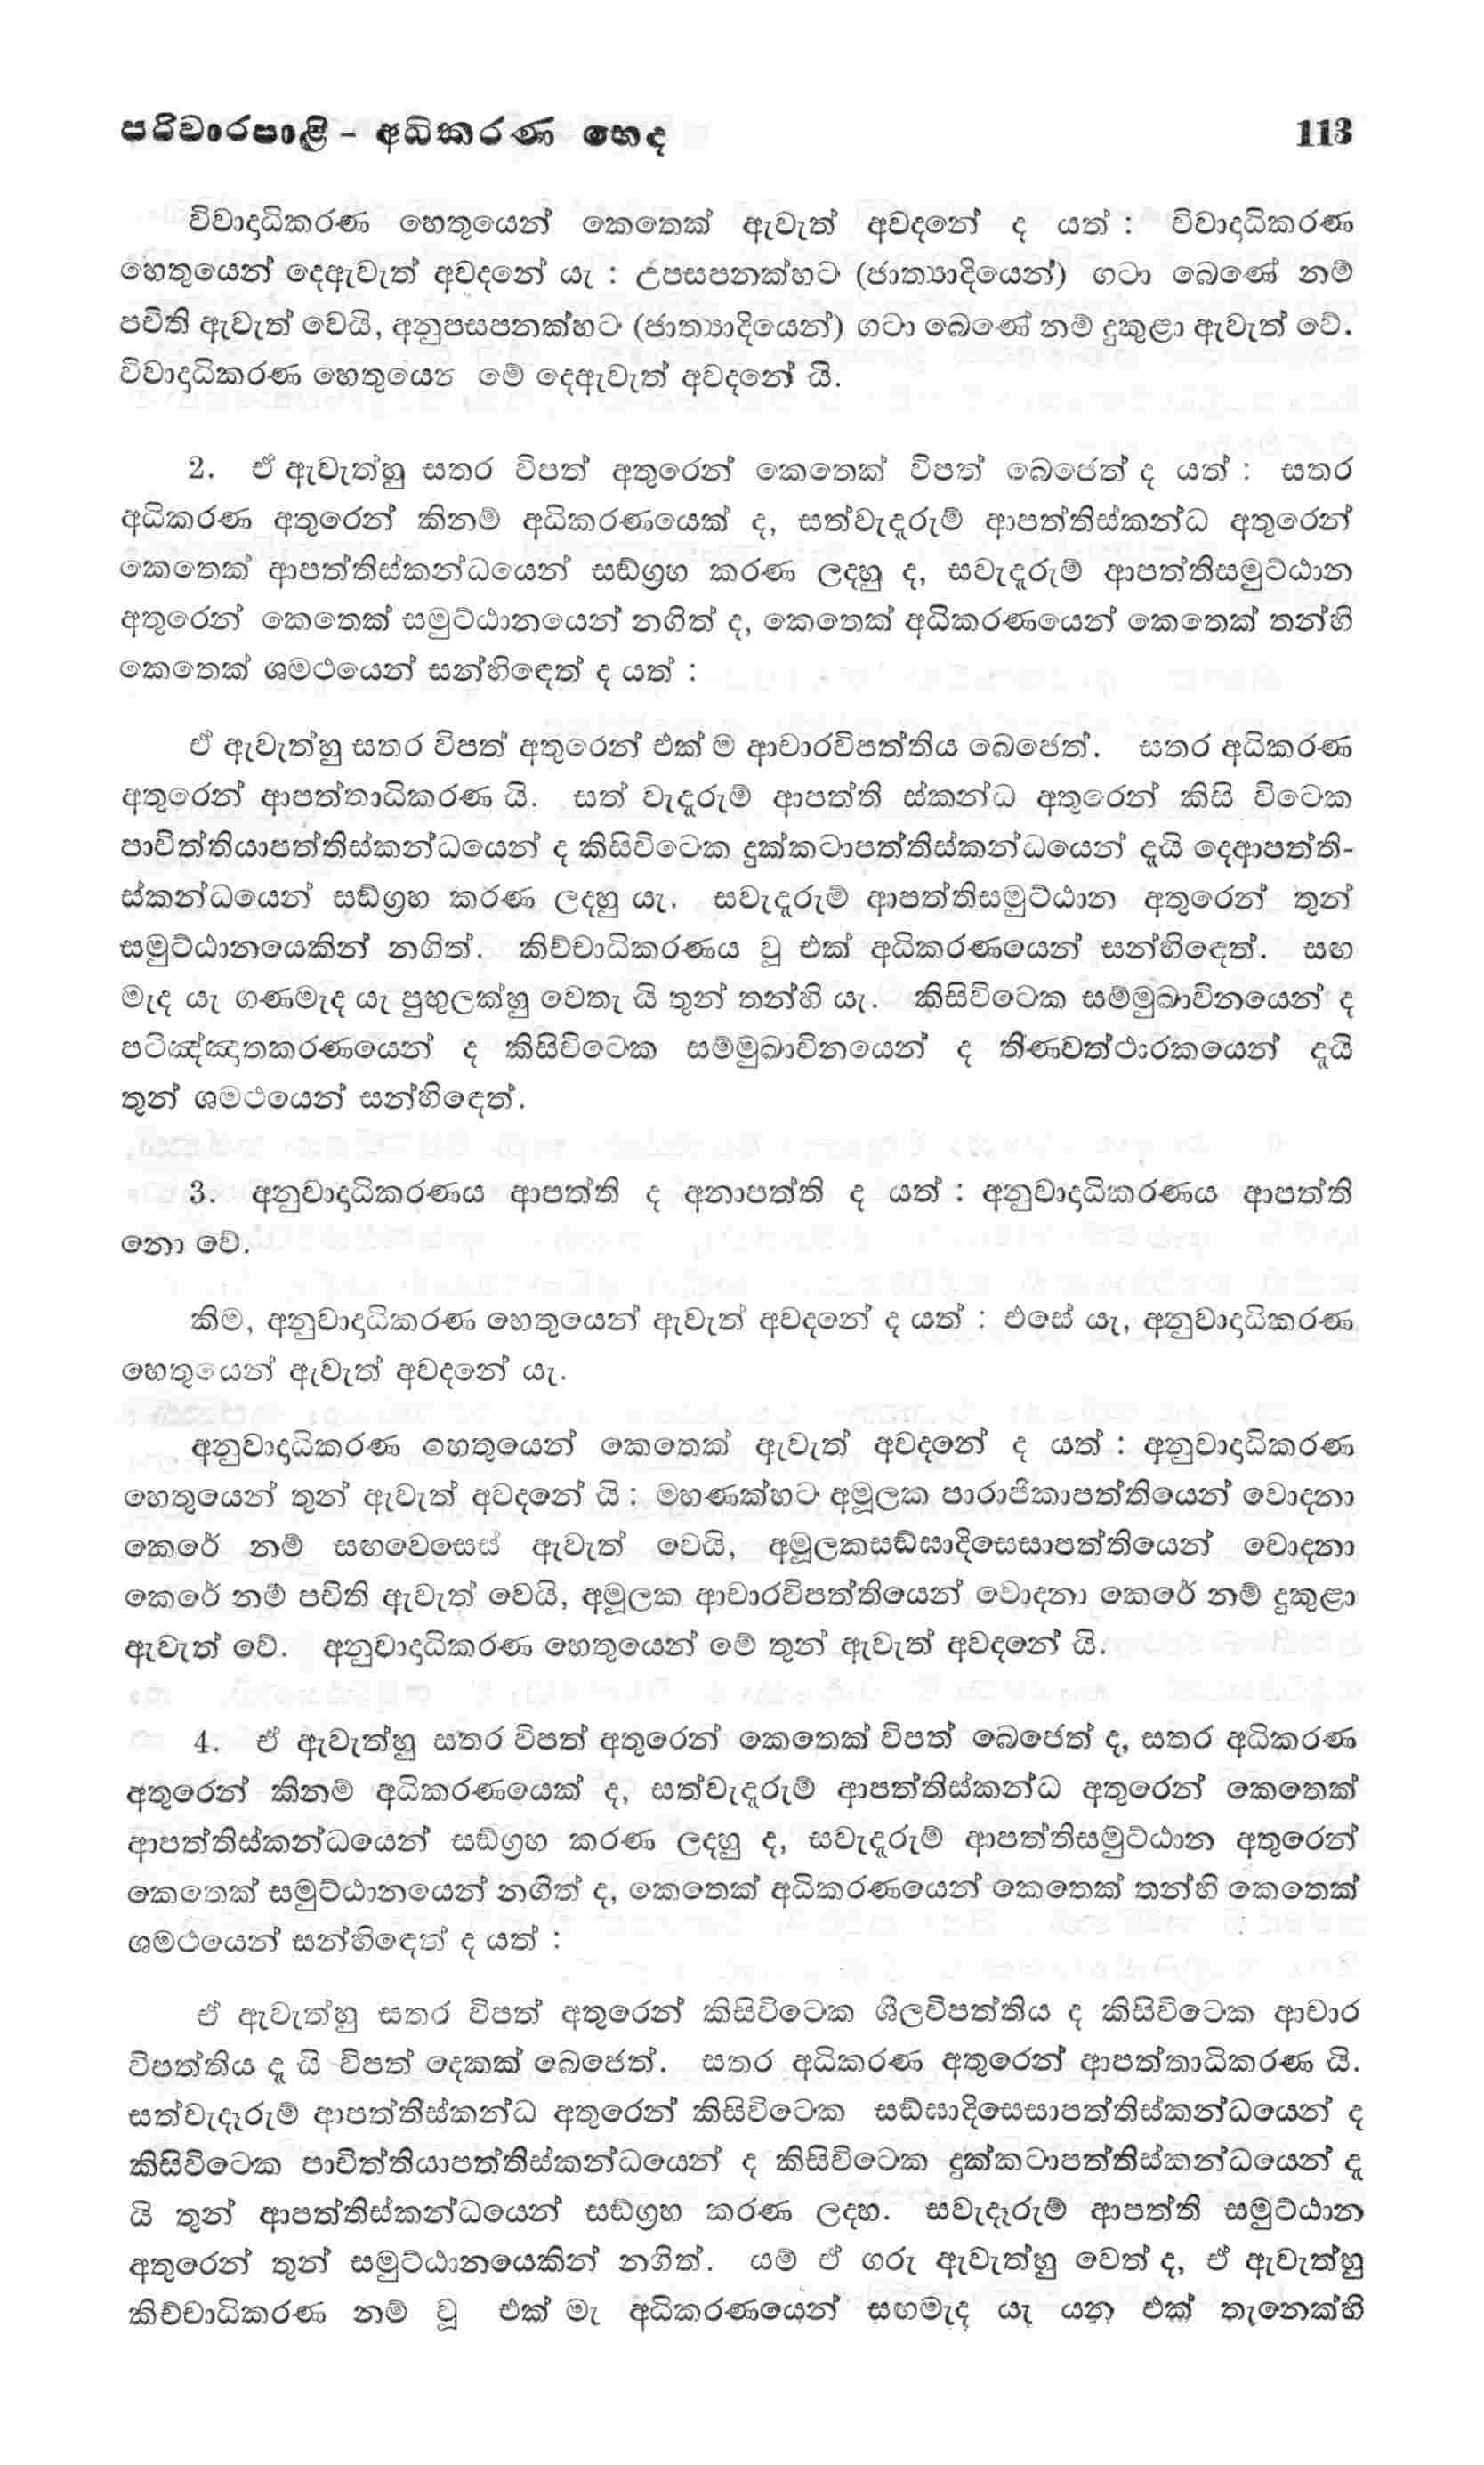 පරිවාරපාළි - අධිකරණ භෙද 113
විවාදාධිකරණ හෙතුයෙන් කෙතෙක් ඇවැත් අවදනේ ද යත් : විවාදාධිකරණ
හෙතුයෙන් දෙඇවැත් අවදනේ යැ : උපසපනක්හට (ජාත්‍යාදියෙන්) ගටා බෙණේ නම්
පචිති ඇවැත් වෙයි, අනුපසපනක්හට (ජාත්‍යාදියෙන්) ගටා බෙණේ නම් දුකුළා ඇවැත් වේ.
විවාදාධිකරණ හෙතුයෙන් මේ දෙඇවැත් අවදනේ යි.
2. ඒ ඇවැත්හු සතර විපත් අතුරෙන් කෙතෙක් විපත් බෙජෙත් ද යත් : සතර
අධිකරණ අතුරෙන් කිනම් අධිකරණයෙක් ද, සත්වැදෑරුම් ආපත්තිස්කන්ධ අතුරෙන්
කෙතෙක් ආපත්තිස්කන්ධයෙන් සඞ්ග්‍රහ කරණ ලදහු ද, සවැදෑරුම් ආපත්තිසමුට්ඨාන
අතුරෙන් කෙතෙක් සමුට්ඨානයෙන් නගිත් ද, කෙතෙක් අධිකරණයෙන් කෙතෙක් තන්හි
කෙතෙක් ශමථයෙන් සන්හිඳෙත් ද යත් :
ඒ ඇවැත්හු සතර විපත් අතුරෙන් එක් ම ආචාරවිපත්තිය බෙජෙත්. සතර අධිකරණ
අතුරෙන් ආපත්තාධිකරණ යි. සත් වැදෑරුම් ආපත්ති ස්කන්ධ අතුරෙන් කිසි විටෙක
පාචිත්තියාපත්තිස්කන්ධයෙන් ද කිසිවිටෙක දුක්කටාපත්තිස්කන්ධයෙන් දැයි දෙආපත්ති-
ස්කන්ධයෙන් සඞ්ග්‍රහ කරණ ලදහු යැ. සවැදෑරුම් ආපත්තිසමුට්ඨාන අතුරෙන් තුන්
සමුට්ඨානයෙකින් නගිත්. කිච්චාධිකරණය වූ එක් අධිකරණයෙන් සන්හිඳෙත්. සඟ
මැද යැ ගණමැද යැ පුඟුලක්හු වෙතැ යි තුන් තන්හි යැ. කිසිවිටෙක සම්මුඛාවිනයෙන් ද
පටිඤ්ඤාතකරණයෙන් ද කිසිවිටෙක සම්මුඛාවිනයෙන් ද තිණවත්ථාරකයෙන් දැයි
තුන් ශමථයෙන් සන්හිඳෙත්.
3. අනුවාදාධිකරණය ආපත්ති ද අනාපත්ති ද යත් : අනුවාදාධිකරණය ආපත්ති
නො වේ.
කිම, අනුවාදාධිකරණ හෙතුයෙන් ඇවැත් අවදනේ ද යත් : එසේ යැ, අනුවාදාධිකරණ
හෙතුයෙන් ඇවැත් අවදනේ යැ.
අනුවාදාධිකරණ හෙතුයෙන් කෙතෙක් ඇවැත් අවදනේ ද යත් : අනුවාදාධිකරණ
හෙතුයෙන් තුන් ඇවැත් අවදනේ යි : මහණක්හට අමූලක පාරාජිකාපත්තියෙන් චොදනා
කෙරේ නම් සඟවෙසෙස් ඇවැත් වෙයි, අමූලකසඞ්ඝාදිසෙසාපත්තියෙන් චොදනා
කෙරේ නම් පචිති ඇවැත් වෙයි, අමූලක ආචාරවිපත්තියෙන් චොදනා කෙරේ නම් දුකුළා
ඇවැත් වේ. අනුවාදාධිකරණ හෙතුයෙන් මේ තුන් ඇවැත් අවදනේ යි.
4. ඒ ඇවැත්හු සතර විපත් අතුරෙන් කෙතෙක් විපත් බෙජෙත් ද, සතර අධිකරණ
අතුරෙන් කිනම් අධිකරණයෙක් ද, සත්වැදෑරුම් ආපත්තිස්කන්ධ අතුරෙන් කෙතෙක්
ආපත්තිස්කන්ධයෙන් සඞ්ග්‍රහ කරණ ලදහු ද, සවැදෑරුම් ආපත්තිසමුට්ඨාන අතුරෙන්
කෙතෙක් සමුට්ඨානයෙන් නගිත් ද, කෙතෙක් අධිකරණයෙන් කෙතෙක් තන්හි කෙතෙක්
ශමථයෙන් සන්හිඳෙත් ද යත් :
ඒ ඇවැත්හු සතර විපත් අතුරෙන් කිසිවිටෙක ශීලවිපත්තිය ද කිසිවිටෙක ආචාර
විපත්තිය දැ යි විපත් දෙකක් බෙජෙත්. සතර අධිකරණ අතුරෙන් ආපත්තාධිකරණ යි.
සත්වැදෑරුම් ආපත්තිස්කන්ධ අතුරෙන් කිසිවිටෙක සඞ්ඝාදිසෙසාපත්තිස්කන්ධයෙන් ද
කිසිවිටෙක පාචිත්තියාපත්තිස්කන්ධයෙන් ද කිසිවිටෙක දුක්කටාපත්තිස්කන්ධයෙන් දැ
යි තුන් ආපත්තිස්කන්ධයෙන් සඞ්ග්‍රහ කරණ ලදහ. සවැදෑරුම් ආපත්ති සමුට්ඨාන
අතුරෙන් තුන් සමුට්ඨානයෙකින් නගිත්. යම් ඒ ගරු ඇවැත්හු වෙත් ද, ඒ ඇවැත්හු
කිච්චාධිකරණ නම් වූ එක් මැ අධිකරණයෙන් සඟමැද යැ යන එක් තැනෙක්හි